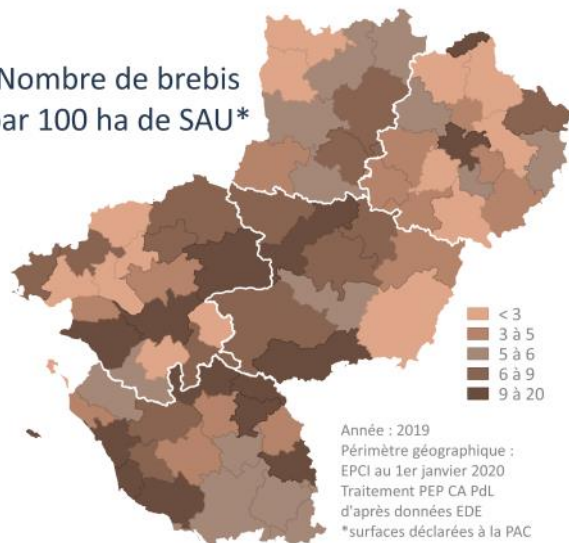 Nombre de brebis
par 100 ha de SAU*
< 3
3 à 5
5 à 6
6 à 9
9 à 20
Année : 2019
Périmètre géographique :
EPCI au 1er janvier 2020
Traitement PEP CA PdL
d'après données EDE
*surfaces déclarées à la PAC